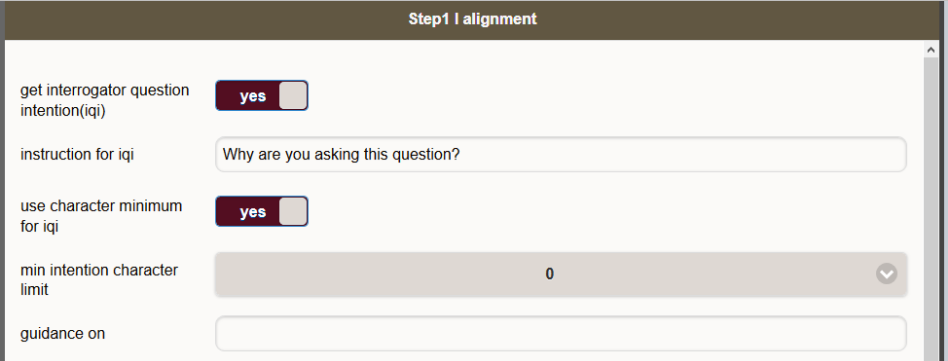 Step1 I alignment
get interrogator question
intention(iqi)
yes
instruction for iqi
Why are you asking this question?
use character minimum
for iqi
yes
min intention character
limit
0
guidance on